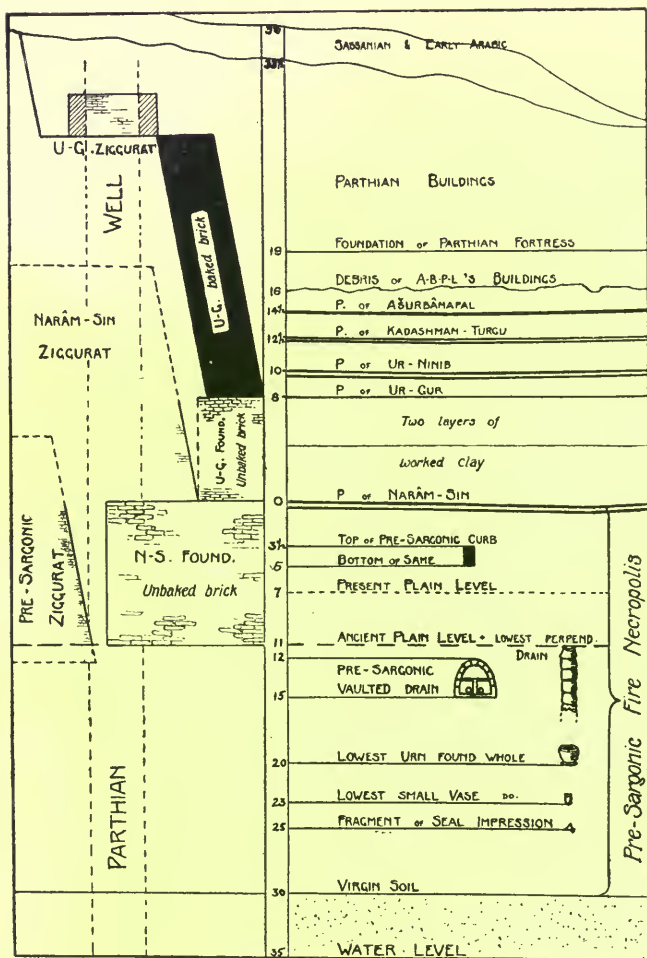 36
SASSANIAN & EARLY ARABIC
33½
U-G. ZIGGURAT
WELL
PARTHIAN BUILDINGS
U-G. baked brick
19
FOUNDATION OF PARTHIAN FORTRESS
DEBRIS OF A-B-P-L'S BUILDINGS
16
P. OF AŠURBÂNAPAL
14½
NARÂM-SIN
ZIGGURAT
P. OF KADASHMAN-TURGU
12½
10
P OF UR-NINIB
P OF UR-GUR
8
U-G. FOUND.
Unbaked brick
Two layers of
worked clay
P OF NARÂM-SIN
0
PRE-SARGONIC
ZIGGURAT
N-S. FOUND.
Unbaked brick
3½
TOP OF PRE-SARGONIC CURB
BOTTOM OF SAME
6
PRESENT PLAIN LEVEL
7
ANCIENT PLAIN LEVEL + LOWEST PERPEND.
11
DRAIN
12
PRE-SARGONIC
VAULTED DRAIN
15
LOWEST URN FOUND WHOLE
20
LOWEST SMALL VASE DO.
23
FRAGMENT OF SEAL IMPRESSION
25
PARTHIAN
VIRGIN SOIL
30
WATER-LEVEL
35
Pre-Sargonic Fire Necropolis